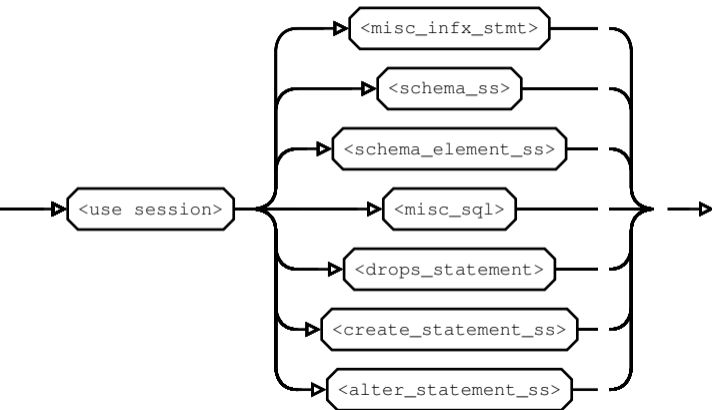 <misc_infx_stmt>
<schema_ss>
<schema_element_ss>
<use session>
<misc_sql>
<drops_statement>
<create_statement_ss>
<alter_statement_ss>